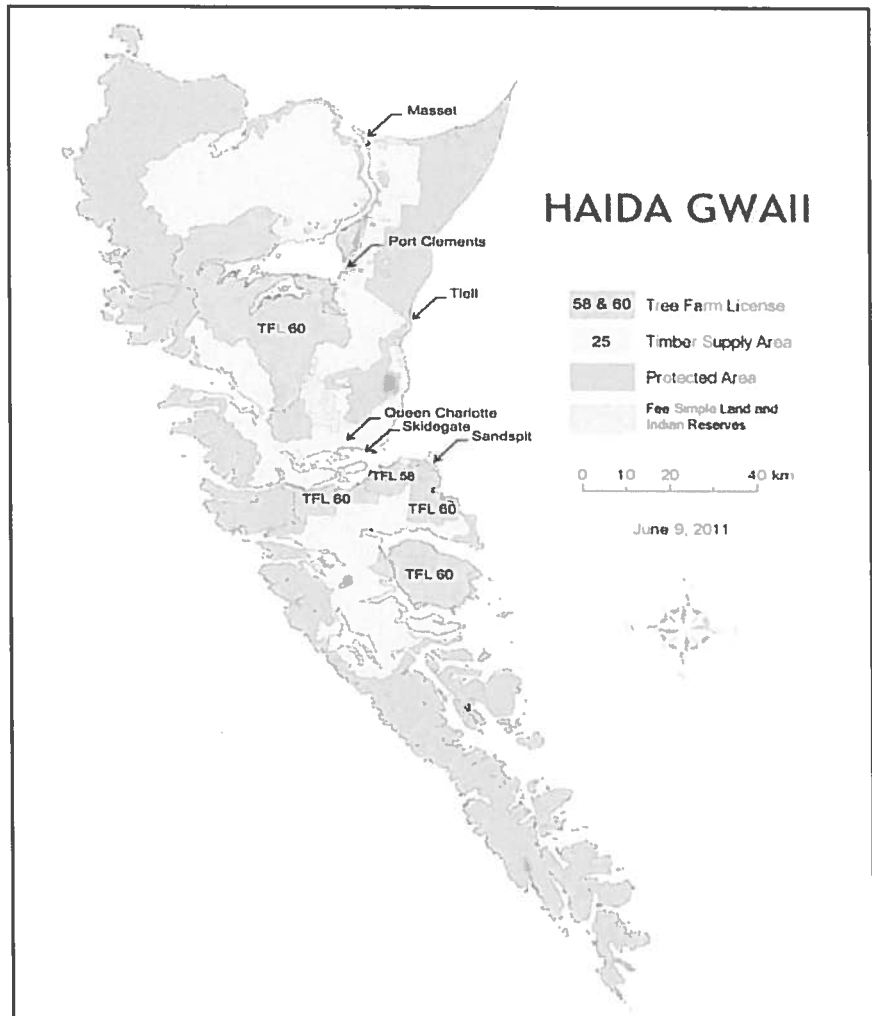 Masset
HAIDA GWAII
Port Clements
Tlell
TFL 60
58 & 60 Tree Farm License
25 Timber Supply Area
Protected Area
Fee Simple Land and
Indian Reserves
Queen Charlotte
Skidegate
Sandspit
TFL 58
TFL 60
TFL 60
0 10 20 40 km
June 9, 2011
TFL 60